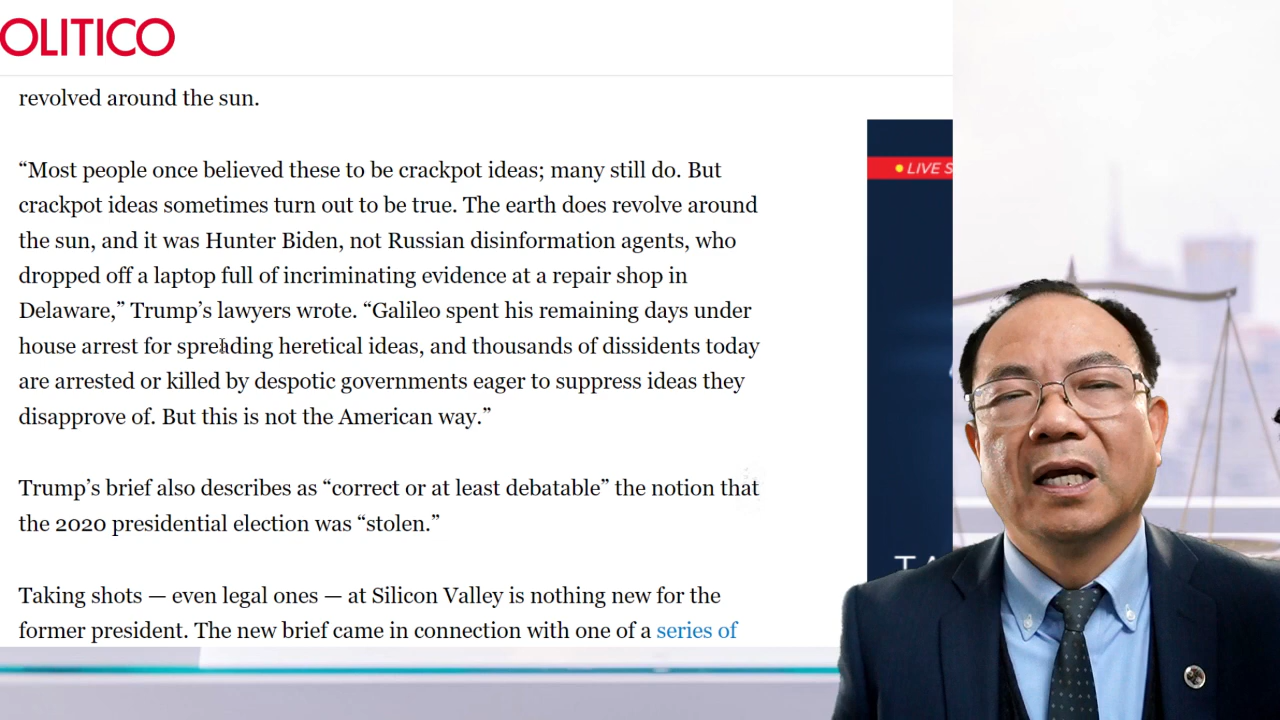 OLITICO
revolved around the sun.
“Most people once believed these to be crackpot ideas; many still do. But
crackpot ideas sometimes turn out to be true. The earth does revolve around
the sun, and it was Hunter Biden, not Russian disinformation agents, who
dropped off a laptop full of incriminating evidence at a repair shop in
Delaware,” Trump’s lawyers wrote. “Galileo spent his remaining days under
house arrest for spreading heretical ideas, and thousands of dissidents today
are arrested or killed by despotic governments eager to suppress ideas they
disapprove of. But this is not the American way.”
Trump’s brief also describes as “correct or at least debatable” the notion that
the 2020 presidential election was “stolen.”
Taking shots — even legal ones — at Silicon Valley is nothing new for the
former president. The new brief came in connection with one of a series of
LIVE S
TA